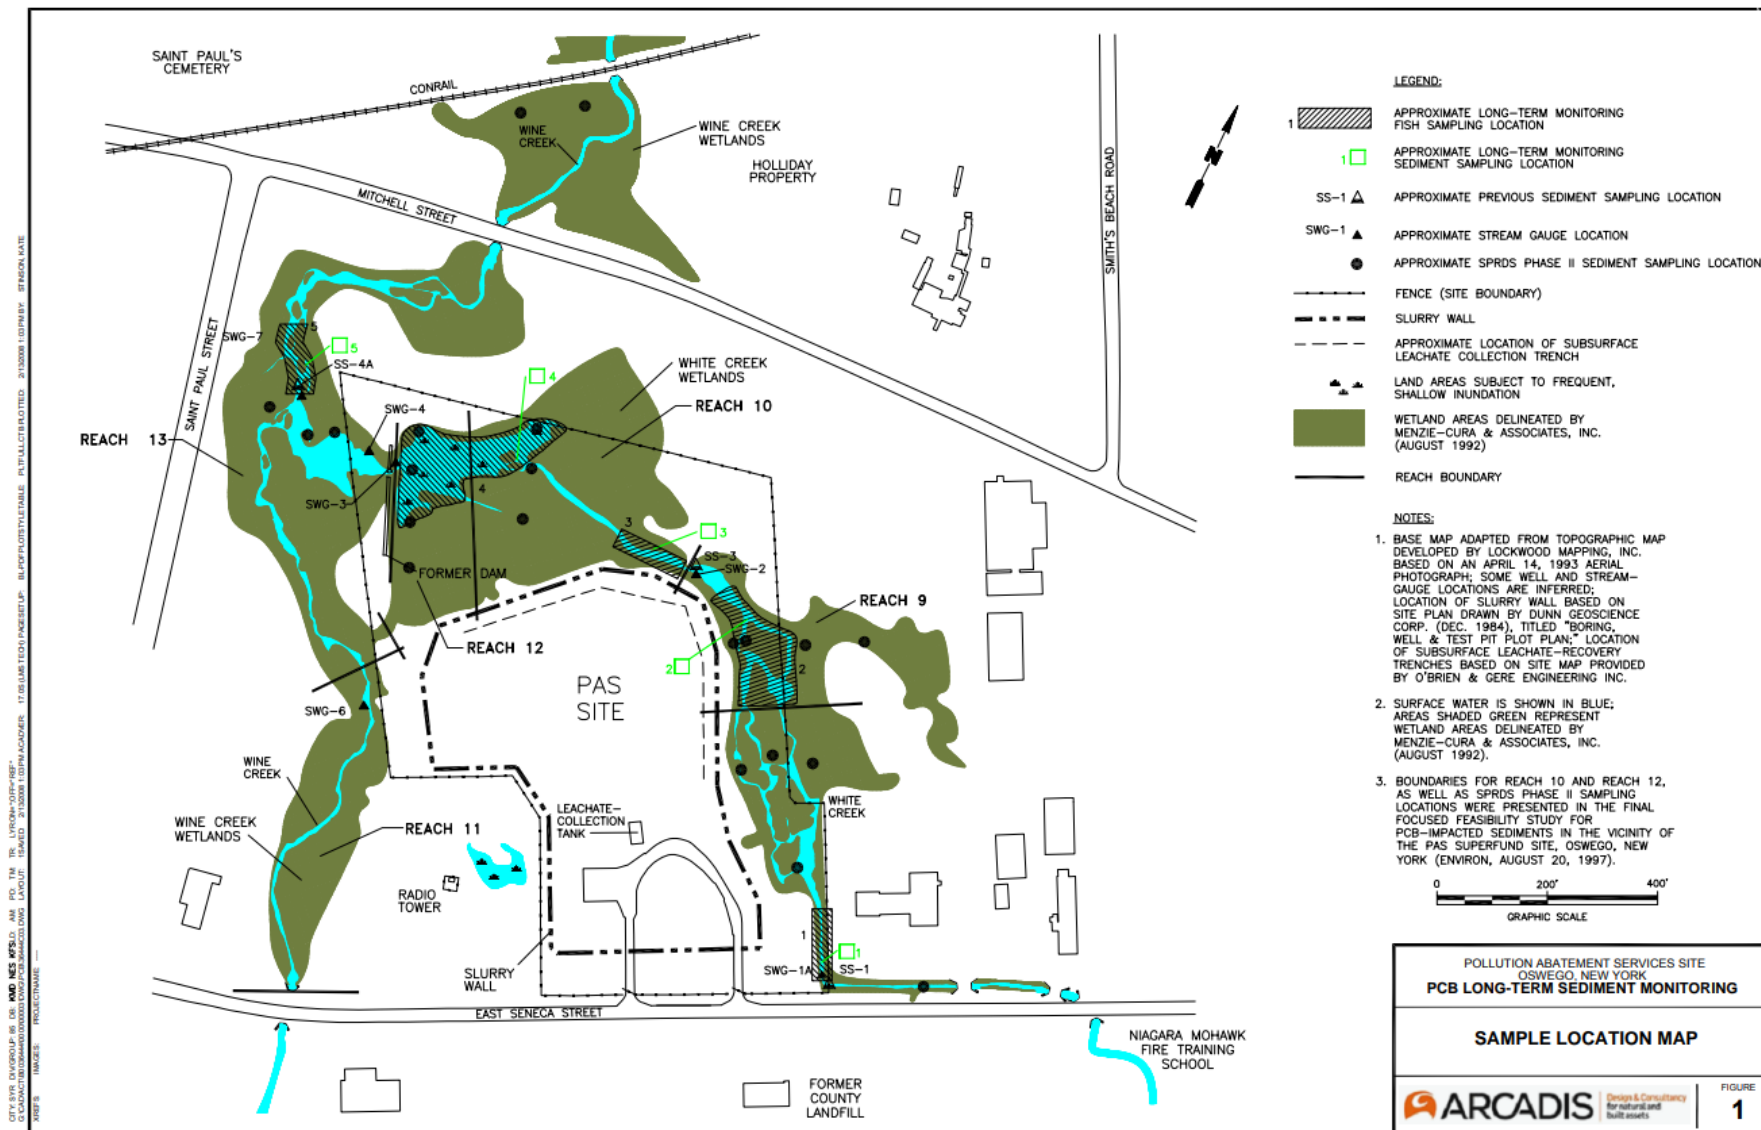 SAINT PAUL'S
CEMETERY
CONRAIL
WINE
CREEK
WINE CREEK
WETLANDS
HOLLIDAY
PROPERTY
MITCHELL STREET
SMITH'S BEACH ROAD
SAINT PAUL STREET
N
SWG-7
5
5
SS-4A
4
SWG-4
WHITE CREEK
WETLANDS
REACH 10
REACH 13
SWG-3
4
3
3
SS-3
SWG-2
FORMER DAM
REACH 9
REACH 12
2
2
PAS
SITE
SWG-6
WINE
CREEK
WINE CREEK
WETLANDS
REACH 11
LEACHATE-
COLLECTION
TANK
WHITE
CREEK
RADIO
TOWER
1
1
SWG-1A
SS-1
SLURRY
WALL
EAST SENECA STREET
NIAGARA MOHAWK
FIRE TRAINING
SCHOOL
FORMER
COUNTY
LANDFILL
LEGEND:
1
APPROXIMATE LONG-TERM MONITORING
FISH SAMPLING LOCATION
1
APPROXIMATE LONG-TERM MONITORING
SEDIMENT SAMPLING LOCATION
SS-1 APPROXIMATE PREVIOUS SEDIMENT SAMPLING LOCATION
SWG-1 APPROXIMATE STREAM GAUGE LOCATION
APPROXIMATE SPRDS PHASE II SEDIMENT SAMPLING LOCATION
FENCE (SITE BOUNDARY)
SLURRY WALL
APPROXIMATE LOCATION OF SUBSURFACE
LEACHATE COLLECTION TRENCH
LAND AREAS SUBJECT TO FREQUENT,
SHALLOW INUNDATION
WETLAND AREAS DELINEATED BY
MENZIE-CURA & ASSOCIATES, INC.
(AUGUST 1992)
REACH BOUNDARY
NOTES:
1. BASE MAP ADAPTED FROM TOPOGRAPHIC MAP
DEVELOPED BY LOCKWOOD MAPPING, INC.
BASED ON AN APRIL 14, 1993 AERIAL
PHOTOGRAPH; SOME WELL AND STREAM-
GAUGE LOCATIONS ARE INFERRED;
LOCATION OF SLURRY WALL BASED ON
SITE PLAN DRAWN BY DUNN GEOSCIENCE
CORP. (DEC. 1984), TITLED "BORING,
WELL & TEST PIT PLOT PLAN;" LOCATION
OF SUBSURFACE LEACHATE-RECOVERY
TRENCHES BASED ON SITE MAP PROVIDED
BY O'BRIEN & GERE ENGINEERING INC.
2. SURFACE WATER IS SHOWN IN BLUE;
AREAS SHADED GREEN REPRESENT
WETLAND AREAS DELINEATED BY
MENZIE-CURA & ASSOCIATES, INC.
(AUGUST 1992).
3. BOUNDARIES FOR REACH 10 AND REACH 12,
AS WELL AS SPRDS PHASE II SAMPLING
LOCATIONS WERE PRESENTED IN THE FINAL
FOCUSED FEASIBILITY STUDY FOR
PCB-IMPACTED SEDIMENTS IN THE VICINITY OF
THE PAS SUPERFUND SITE, OSWEGO, NEW
YORK (ENVIRON, AUGUST 20, 1997).
0 200' 400'
GRAPHIC SCALE
POLLUTION ABATEMENT SERVICES SITE
OSWEGO, NEW YORK
PCB LONG-TERM SEDIMENT MONITORING
SAMPLE LOCATION MAP
ARCADIS
Design & Consultancy
for natural and
built assets
FIGURE
1